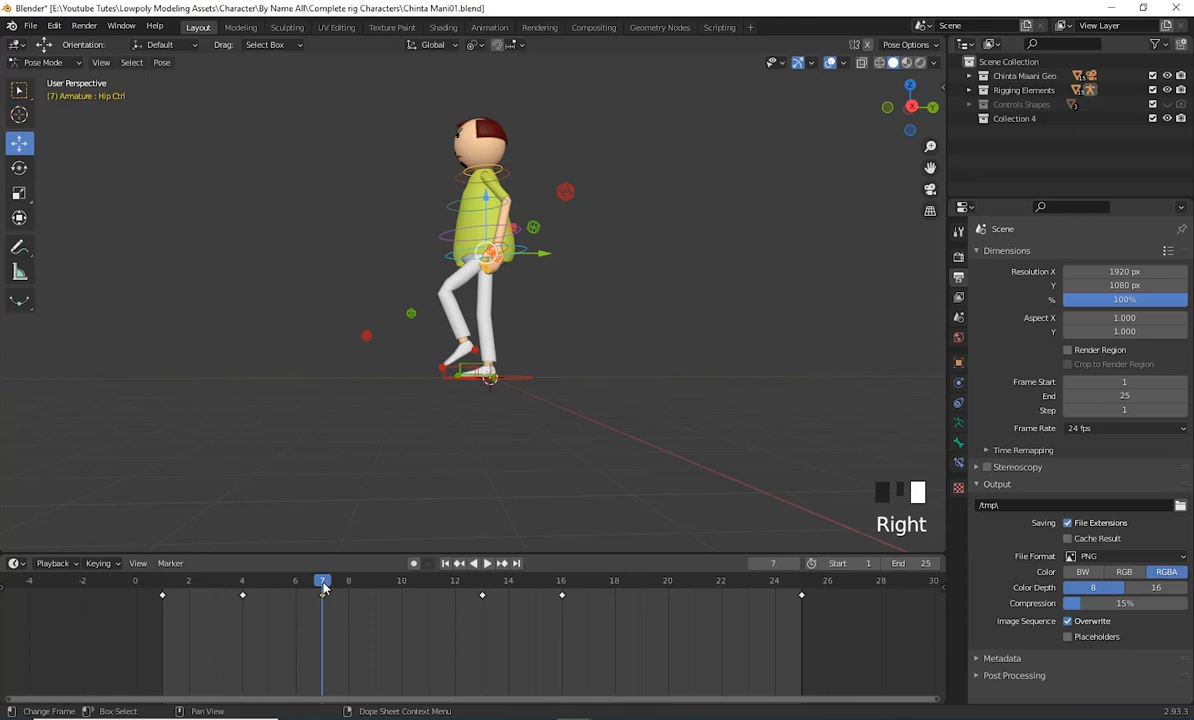 Blender* [E:\Youtube Tutes\Lowpoly Modeling Assets\Character\By Name All\Complete rig Characters\Chinta Mani01.blend]
File Edit Render Window Help Layout Modeling Sculpting UV Editing Texture Paint Shading Animation Rendering Compositing Geometry Nodes Scripting + Scene View Layer
Orientation: Default Drag: Select Box Global Pose Options
Pose Mode View Select Pose
User Perspective
(7) Armature : Hip Ctrl
Z
X
Y
Right
Scene Collection
Chinta Maani Geo
Rigging Elements
Controls Shapes
Collection 4
Scene
Dimensions
Resolution X 1920 px
Y 1080 px
% 100%
Aspect X 1.000
Y 1.000
Render Region
Crop to Render Region
Frame Start 1
End 25
Step 1
Frame Rate 24 fps
Time Remapping
Stereoscopy
Output
/tmp\
Saving File Extensions
Cache Result
File Format PNG
Color BW RGB RGBA
Color Depth 8 16
Compression 15%
Image Sequence Overwrite
Placeholders
Metadata
Post Processing
Playback Keying View Marker 7 Start 1 End 25
-4 -2 0 2 4 6 7 8 10 12 14 16 18 20 22 24 26 28 30
Change Frame Box Select Pan View Dope Sheet Context Menu 2.93.3